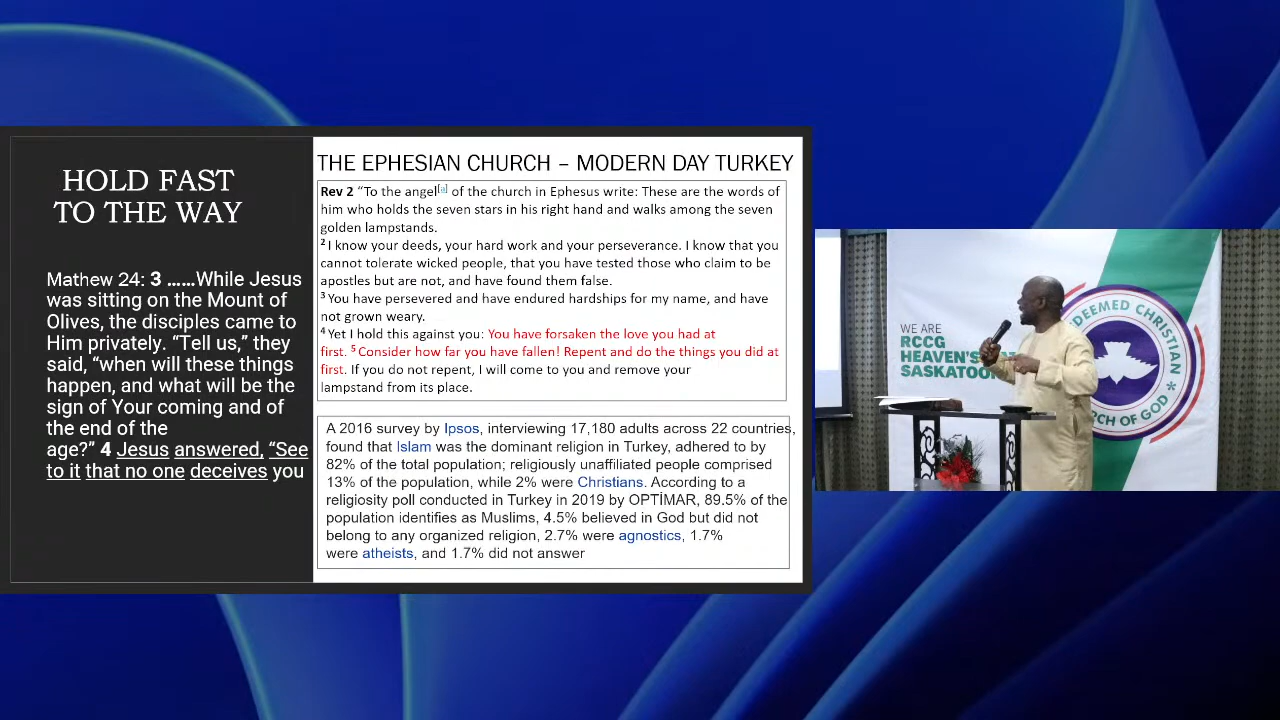 HOLD FAST
TO THE WAY
Mathew 24: 3 ......While Jesus
was sitting on the Mount of
Olives, the disciples came to
Him privately. “Tell us,” they
said, “when will these things
happen, and what will be the
sign of Your coming and of
the end of the
age?” 4 Jesus answered, “See
to it that no one deceives you
THE EPHESIAN CHURCH – MODERN DAY TURKEY
Rev 2 “To the angel[a] of the church in Ephesus write: These are the words of
him who holds the seven stars in his right hand and walks among the seven
golden lampstands.
2 I know your deeds, your hard work and your perseverance. I know that you
cannot tolerate wicked people, that you have tested those who claim to be
apostles but are not, and have found them false.
3 You have persevered and have endured hardships for my name, and have
not grown weary.
4 Yet I hold this against you: You have forsaken the love you had at
first. 5 Consider how far you have fallen! Repent and do the things you did at
first. If you do not repent, I will come to you and remove your
lampstand from its place.
A 2016 survey by Ipsos, interviewing 17,180 adults across 22 countries,
found that Islam was the dominant religion in Turkey, adhered to by
82% of the total population; religiously unaffiliated people comprised
13% of the population, while 2% were Christians. According to a
religiosity poll conducted in Turkey in 2019 by OPTİMAR, 89.5% of the
population identifies as Muslims, 4.5% believed in God but did not
belong to any organized religion, 2.7% were agnostics, 1.7%
were atheists, and 1.7% did not answer
WE ARE
RCCG
HEAVEN'S
SASKATOON
DEEMED CHRISTIAN
RCH OF GOD